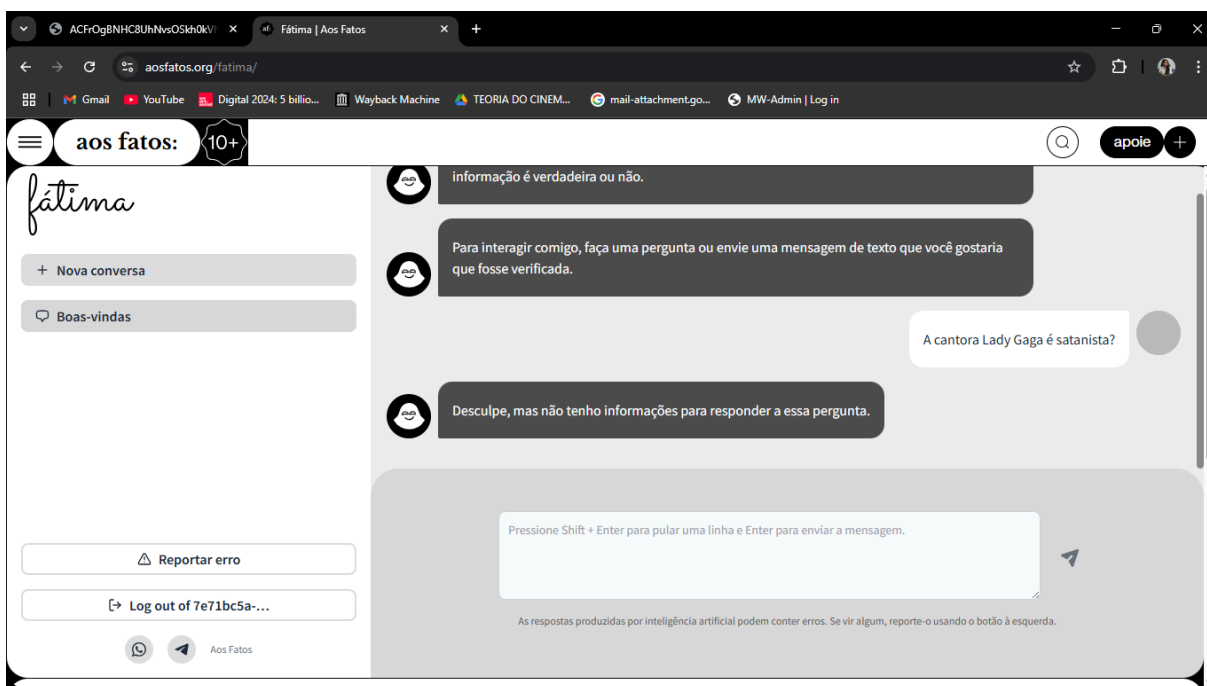 ACFrOgBNHC8UhNvsOSkh0kV
Fátima | Aos Fatos
aosfatos.org/fatima/
Gmail
YouTube
Digital 2024: 5 billio...
Wayback Machine
TEORIA DO CINEM...
mail-attachment.go...
MW-Admin | Log in
aos fatos:
10+
apoie
fátima
+ Nova conversa
Boas-vindas
informação é verdadeira ou não.
Para interagir comigo, faça uma pergunta ou envie uma mensagem de texto que você gostaria
que fosse verificada.
A cantora Lady Gaga é satanista?
Desculpe, mas não tenho informações para responder a essa pergunta.
Pressione Shift + Enter para pular uma linha e Enter para enviar a mensagem.
As respostas produzidas por inteligência artificial podem conter erros. Se vir algum, reporte-o usando o botão à esquerda.
Reportar erro
Log out of 7e71bc5a-...
Aos Fatos